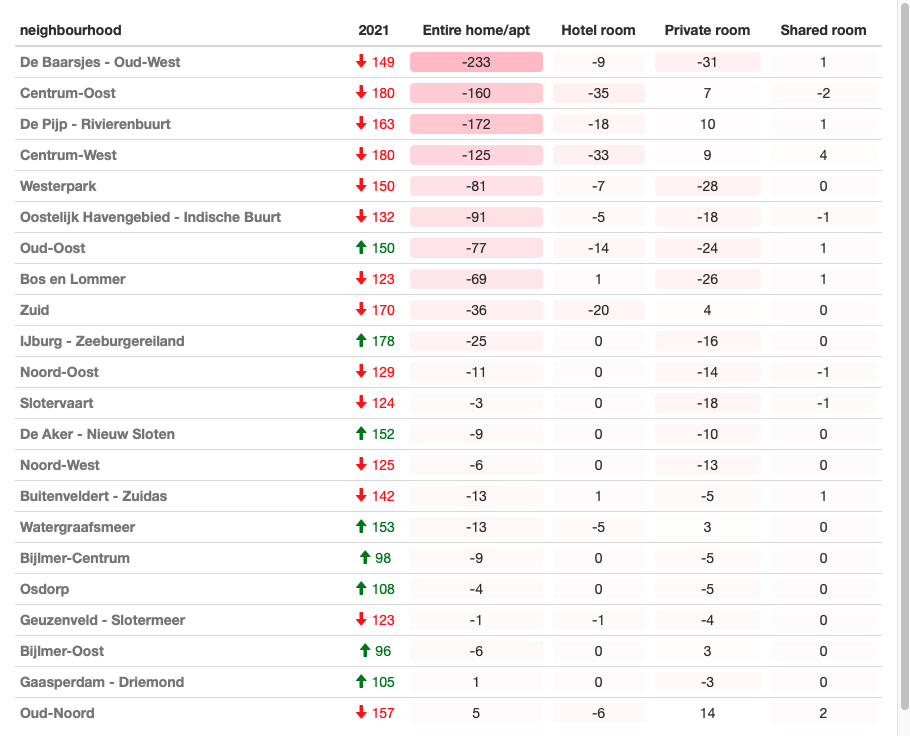 neighbourhood 2021 Entire home/apt Hotel room Private room Shared room
De Baarsjes - Oud-West 149 -233 -9 -31 1
Centrum-Oost 180 -160 -35 7 -2
De Pijp - Rivierenbuurt 163 -172 -18 10 1
Centrum-West 180 -125 -33 9 4
Westerpark 150 -81 -7 -28 0
Oostelijk Havengebied - Indische Buurt 132 -91 -5 -18 -1
Oud-Oost 150 -77 -14 -24 1
Bos en Lommer 123 -69 1 -26 1
Zuid 170 -36 -20 4 0
IJburg - Zeeburgereiland 178 -25 0 -16 0
Noord-Oost 129 -11 0 -14 -1
Slotervaart 124 -3 0 -18 -1
De Aker - Nieuw Sloten 152 -9 0 -10 0
Noord-West 125 -6 0 -13 0
Buitenveldert - Zuidas 142 -13 1 -5 1
Watergraafsmeer 153 -13 -5 3 0
Bijlmer-Centrum 98 -9 0 -5 0
Osdorp 108 -4 0 -5 0
Geuzenveld - Slotermeer 123 -1 -1 -4 0
Bijlmer-Oost 96 -6 0 3 0
Gaasperdam - Driemond 105 1 0 -3 0
Oud-Noord 157 5 -6 14 2